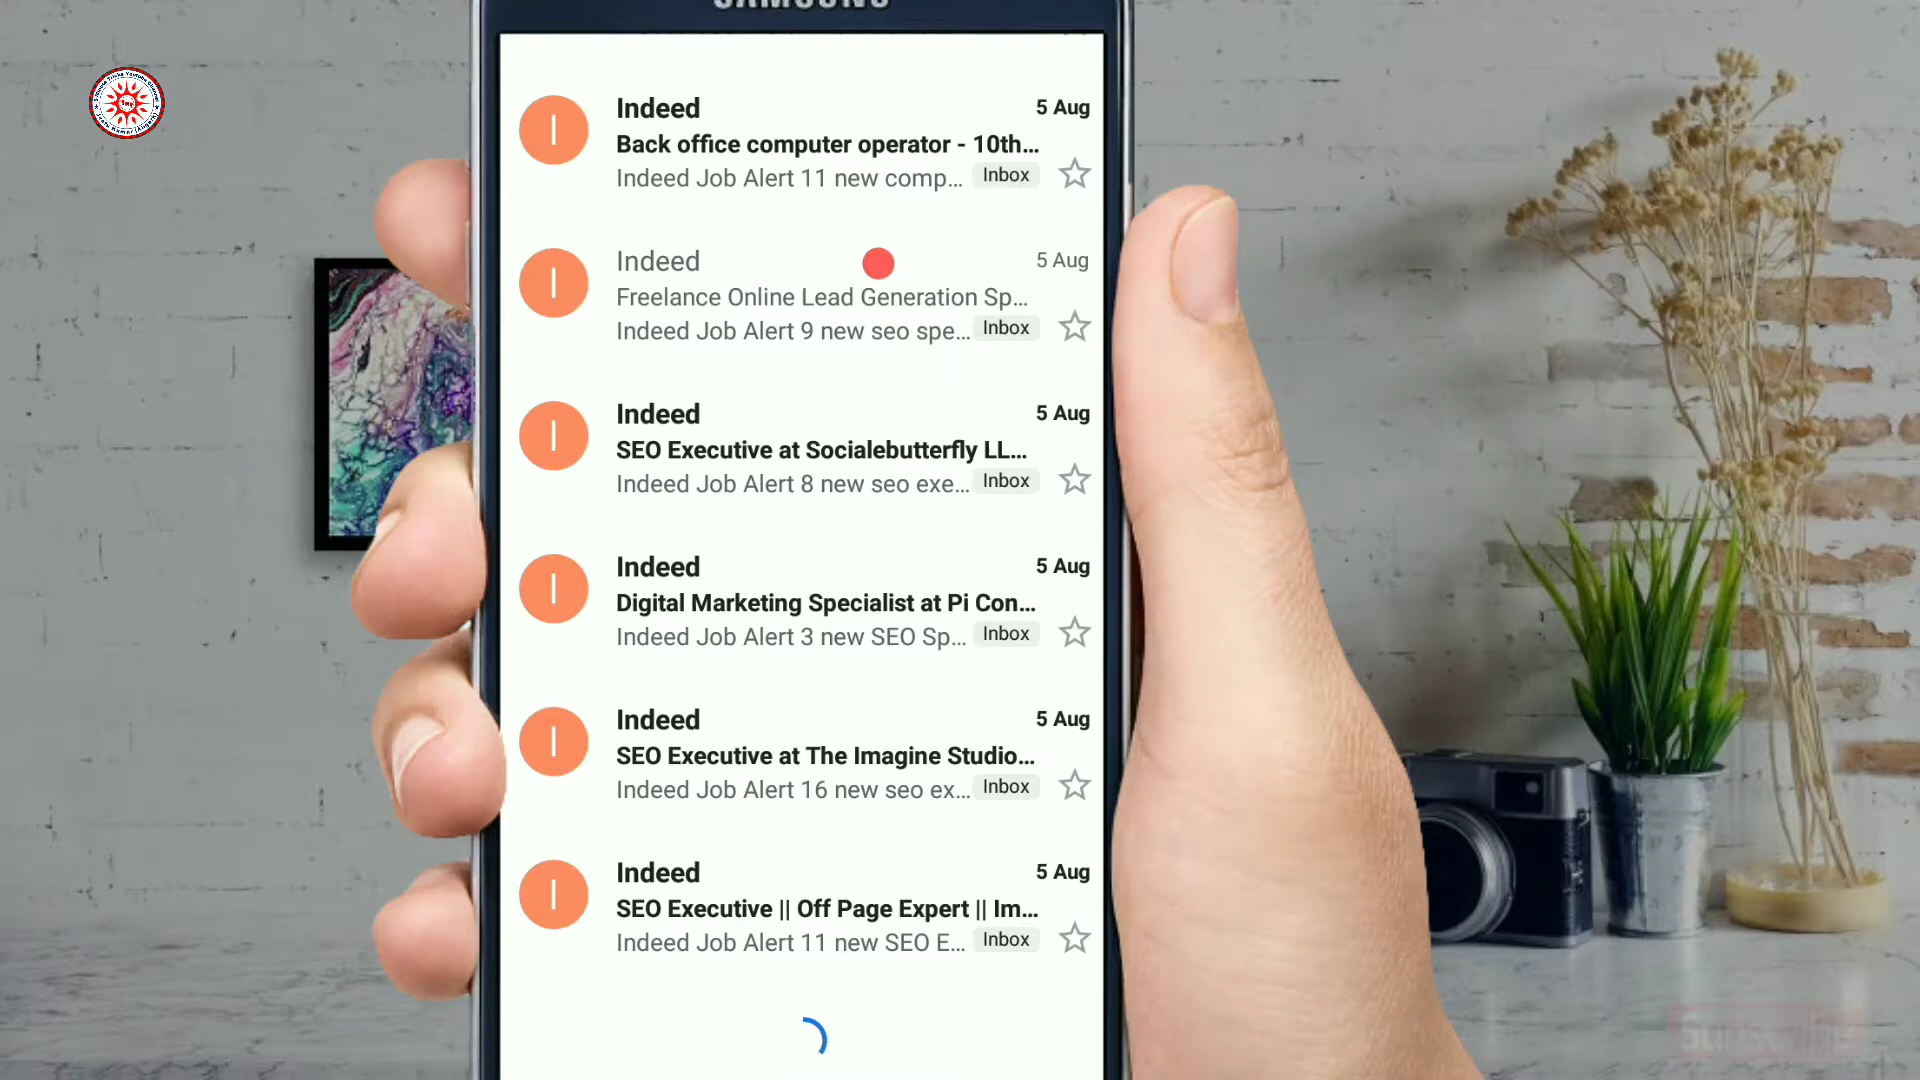 SAMSUNG
Indeed
5 Aug
Back office computer operator - 10th...
Indeed Job Alert 11 new comp...
Inbox
Indeed
5 Aug
Freelance Online Lead Generation Sp...
Indeed Job Alert 9 new seo spe...
Inbox
Indeed
5 Aug
SEO Executive at Socialebutterfly LL...
Indeed Job Alert 8 new seo exe...
Inbox
Indeed
5 Aug
Digital Marketing Specialist at Pi Con...
Indeed Job Alert 3 new SEO Sp...
Inbox
Indeed
5 Aug
SEO Executive at The Imagine Studio...
Indeed Job Alert 16 new seo ex...
Inbox
Indeed
5 Aug
SEO Executive || Off Page Expert || Im...
Indeed Job Alert 11 new SEO E...
Inbox